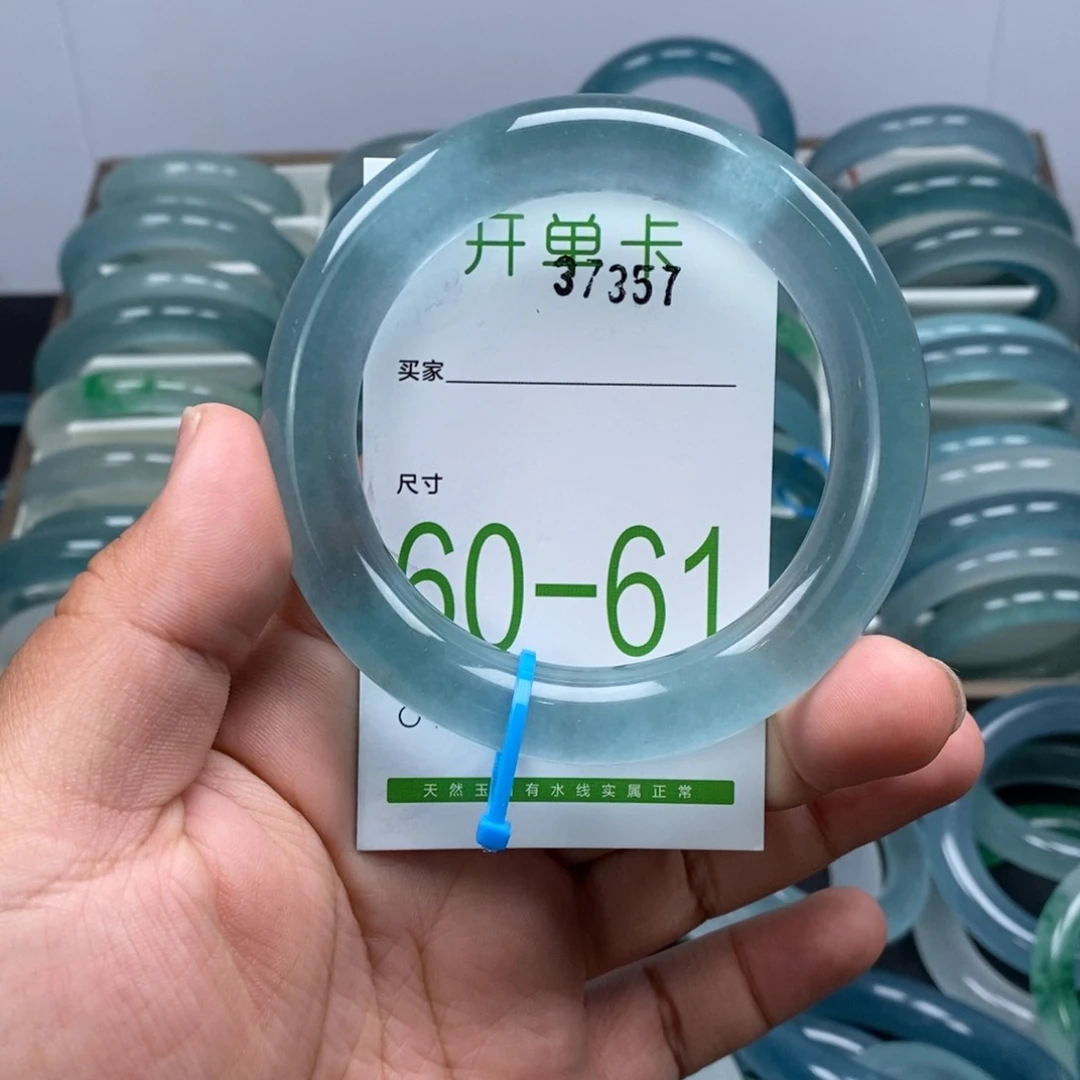 开单卡
37357
买家
尺寸
60-61
天然玉 有水线实属正常